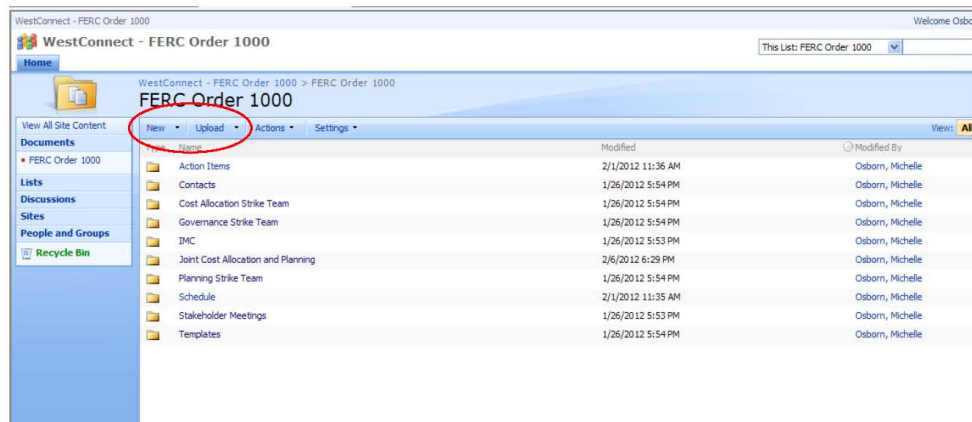 WestConnect - FERC Order 1000
Welcome Osbo
WestConnect - FERC Order 1000
This List: FERC Order 1000
Home
WestConnect - FERC Order 1000 > FERC Order 1000
FERC Order 1000
View All Site Content
New Upload Actions Settings
View: All
Documents
Type Name Modified Modified By
FERC Order 1000
Action Items 2/1/2012 11:36 AM Osborn, Michelle
Lists
Contacts 1/26/2012 5:54 PM Osborn, Michelle
Discussions
Cost Allocation Strike Team 1/26/2012 5:54 PM Osborn, Michelle
Sites
Governance Strike Team 1/26/2012 5:54 PM Osborn, Michelle
People and Groups
IMC 1/26/2012 5:53 PM Osborn, Michelle
Recycle Bin
Joint Cost Allocation and Planning 2/6/2012 6:29 PM Osborn, Michelle
Planning Strike Team 1/26/2012 5:54 PM Osborn, Michelle
Schedule 2/1/2012 11:35 AM Osborn, Michelle
Stakeholder Meetings 1/26/2012 5:53 PM Osborn, Michelle
Templates 1/26/2012 5:54 PM Osborn, Michelle